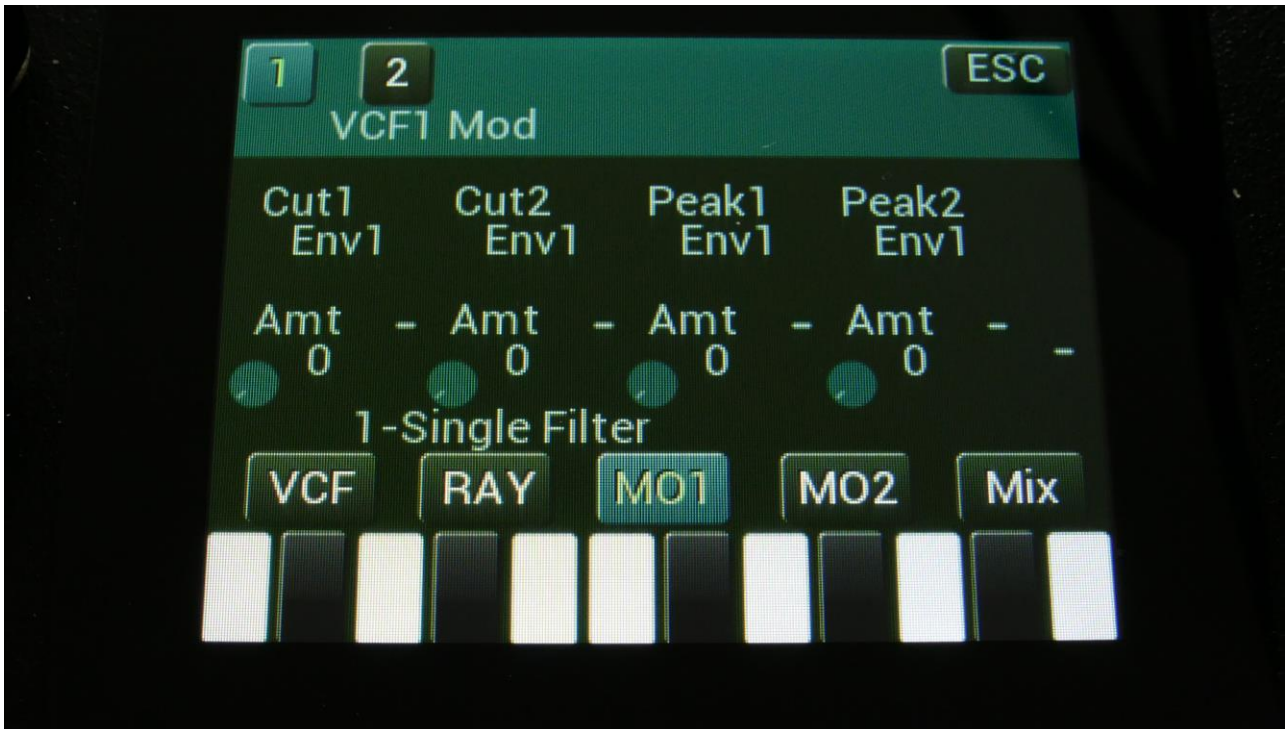 1 2 ESC
VCF1 Mod
Cut1 Cut2 Peak1 Peak2
Env1 Env1 Env1 Env1
Amt - Amt - Amt - Amt -
0 0 0 0 -
1-Single Filter
VCF RAY MO1 MO2 Mix